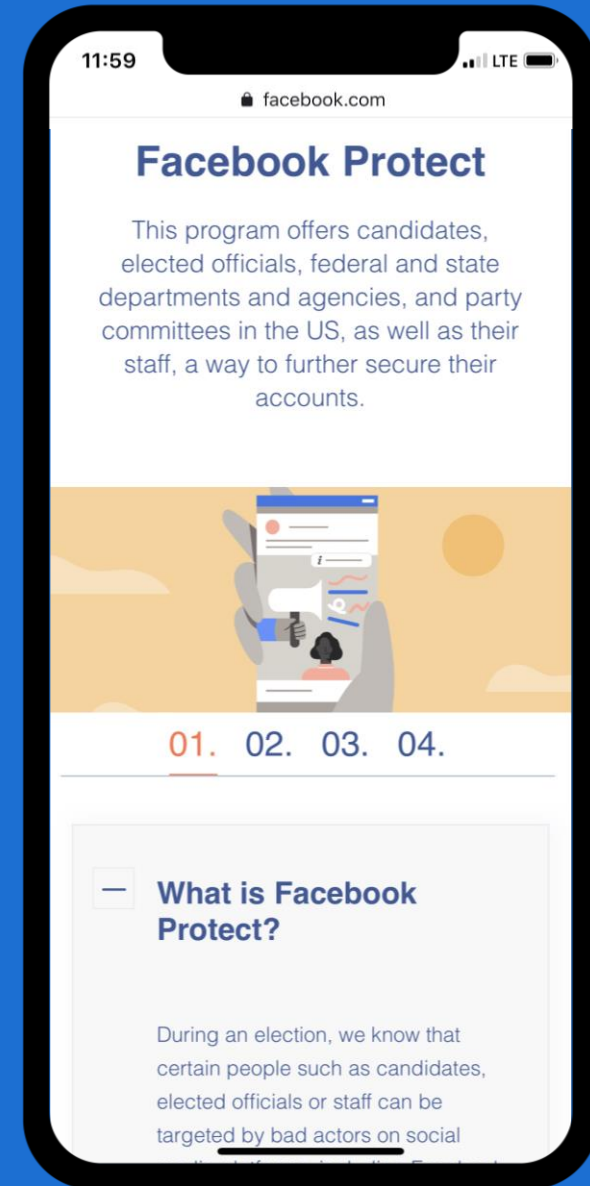 11:59
LTE
facebook.com
Facebook Protect
This program offers candidates,
elected officials, federal and state
departments and agencies, and party
committees in the US, as well as their
staff, a way to further secure their
accounts.
i
01. 02. 03. 04.
What is Facebook
Protect?
During an election, we know that
certain people such as candidates,
elected officials or staff can be
targeted by bad actors on social